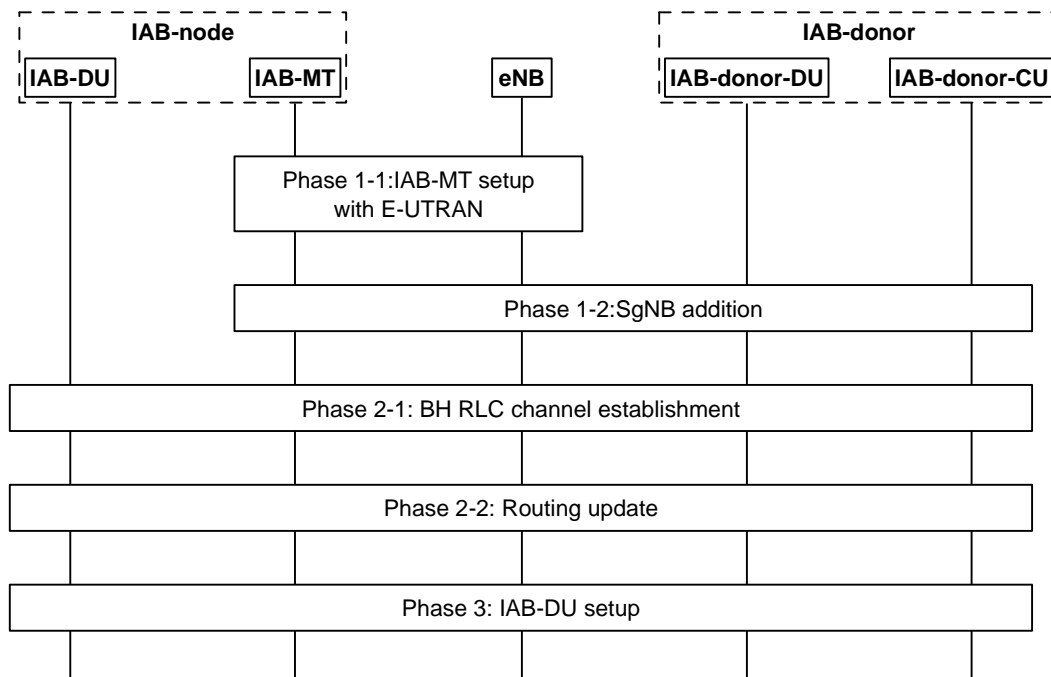 IAB-node
IAB-donor
IAB-DU
IAB-MT
eNB
IAB-donor-DU
IAB-donor-CU
Phase 1-1:IAB-MT setup
with E-UTRAN
Phase 1-2:SgNB addition
Phase 2-1: BH RLC channel establishment
Phase 2-2: Routing update
Phase 3: IAB-DU setup